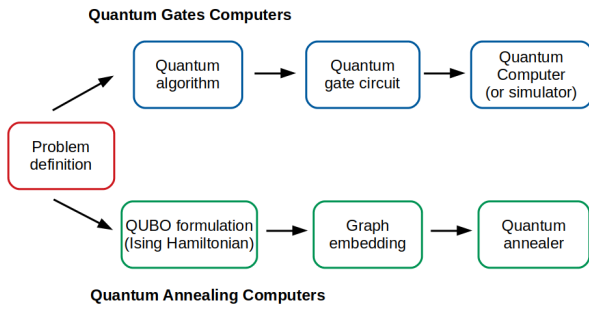 Quantum Gates Computers
Quantum
algorithm
Quantum
gate circuit
Quantum
Computer
(or simulator)
Problem
definition
QUBO formulation
(Ising Hamiltonian)
Graph
embedding
Quantum
annealer
Quantum Annealing Computers